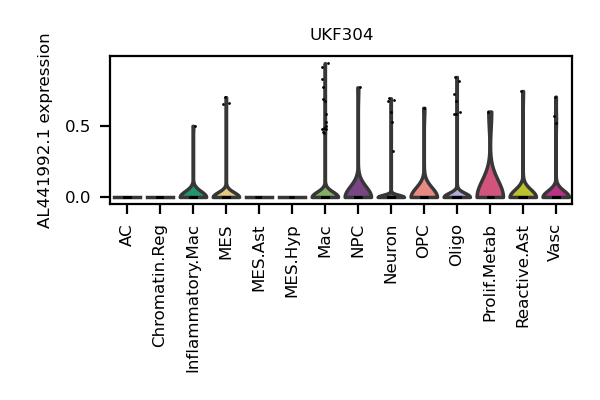 UKF304
AL441992.1 expression
0.5
0.0
AC
Chromatin.Reg
Inflammatory.Mac
MES
MES.Ast
MES.Hyp
Mac
NPC
Neuron
OPC
Oligo
Prolif.Metab
Reactive.Ast
Vasc